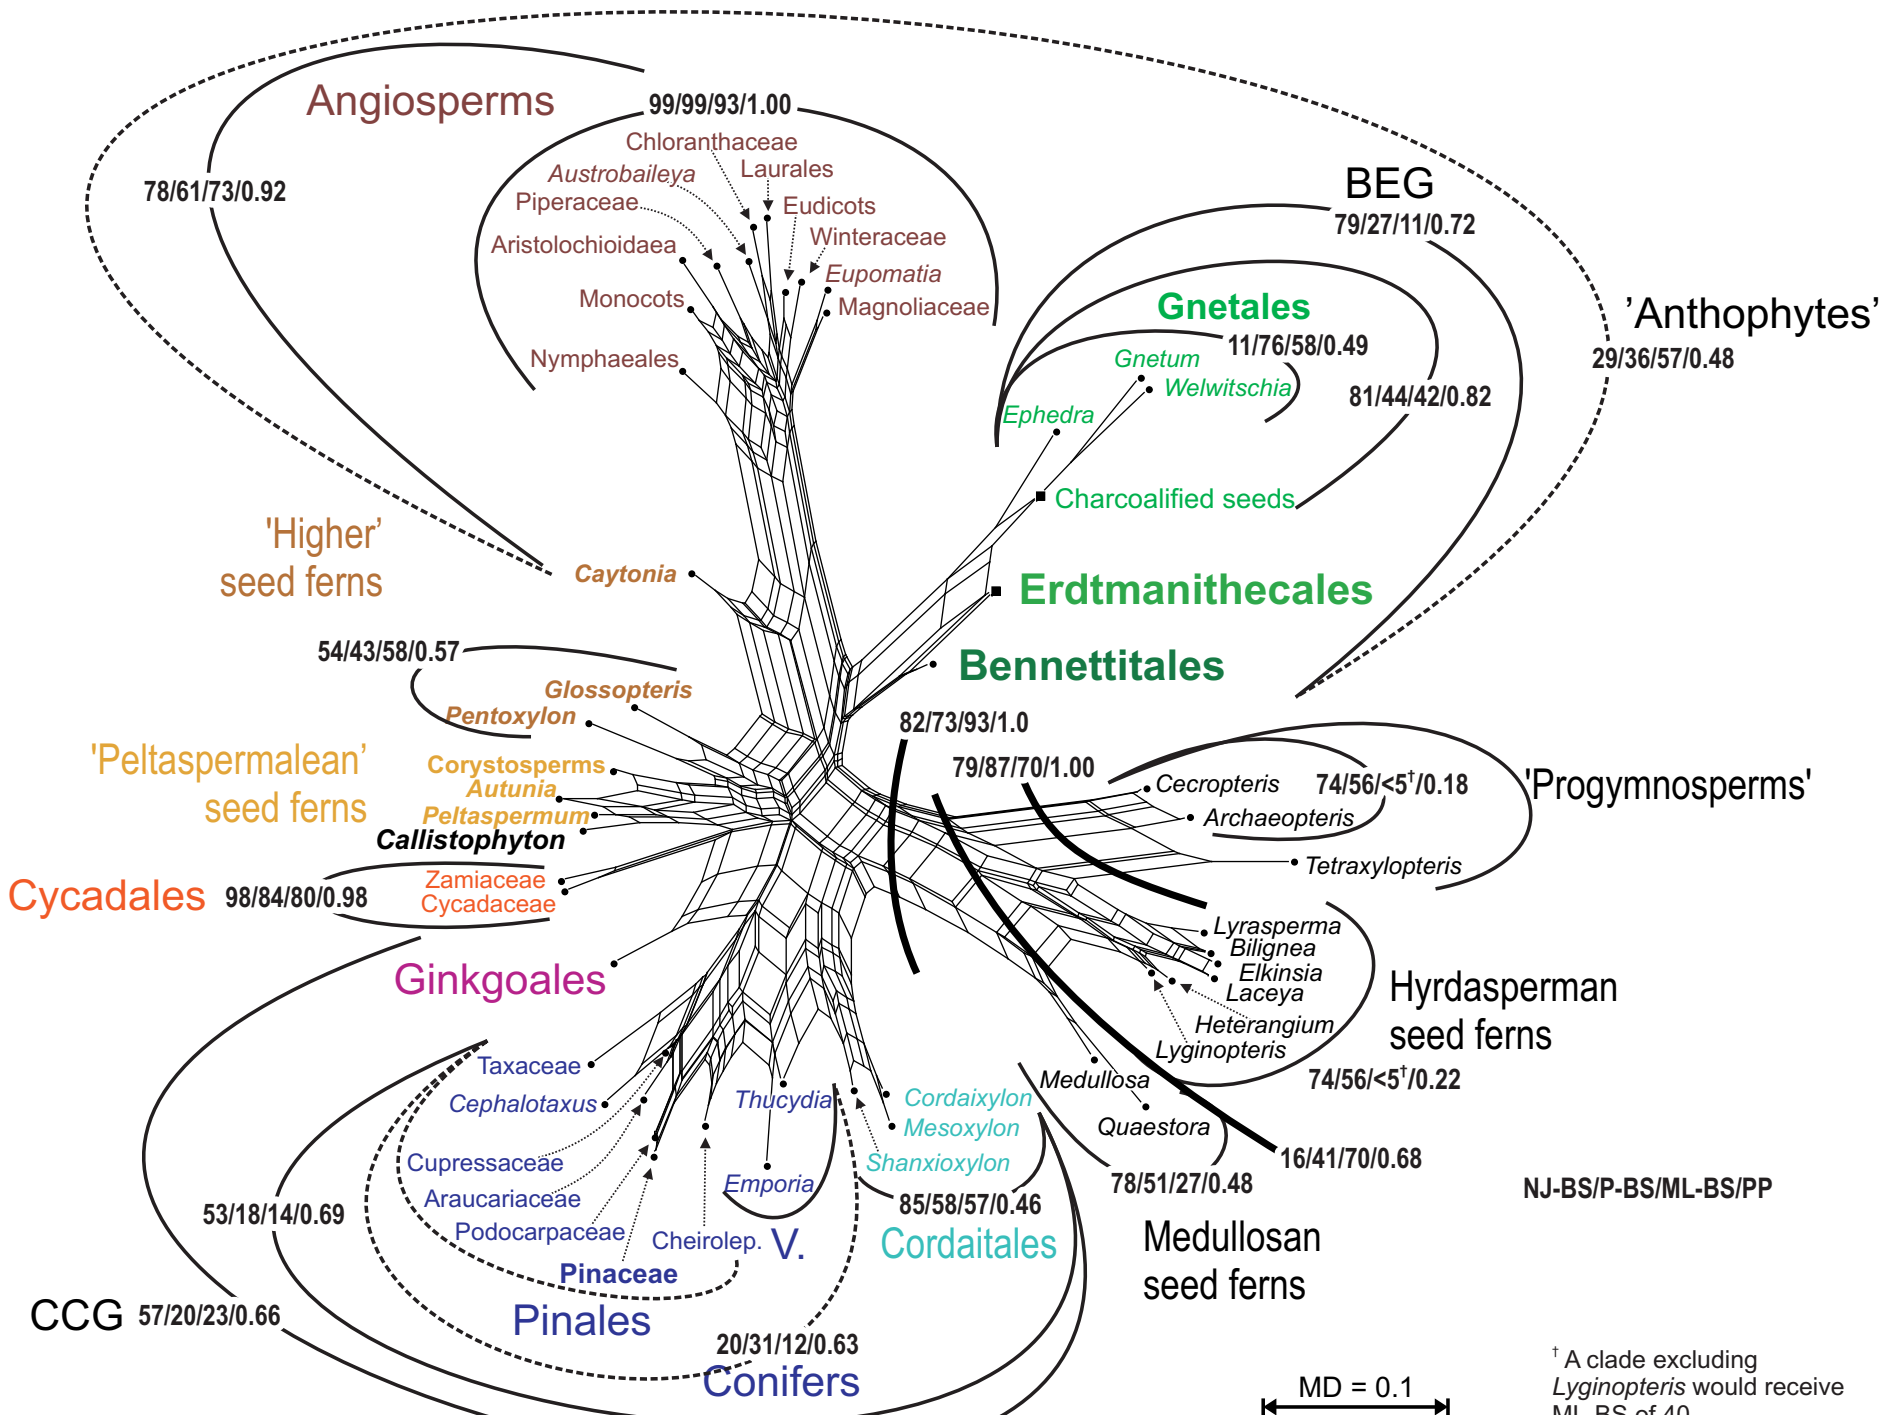 Angiosperms
99/99/93/1.00
Chloranthaceae
Laurales
Austrobaileya
Piperaceae
Eudicots
Winteraceae
Aristolochioidaea
Eupomatia
Monocots
Magnoliaceae
Nymphaeales
78/61/73/0.92
BEG
79/27/11/0.72
Gnetales
11/76/58/0.49
Gnetum
Welwitschia
Ephedra
81/44/42/0.82
'Anthophytes’
29/36/57/0.48
Charcoalified seeds
'Higher’
seed ferns
Caytonia
Erdtmanithecales
Bennettitales
54/43/58/0.57
Glossopteris
Pentoxylon
82/73/93/1.0
79/87/70/1.00
'Peltaspermalean’
seed ferns
Corystosperms
Autunia
Peltaspermum
Callistophyton
Cecropteris
74/56/<5†/0.18
'Progymnosperms'
Archaeopteris
Tetraxylopteris
Cycadales
98/84/80/0.98
Zamiaceae
Cycadaceae
Lyrasperma
Bilignea
Elkinsia
Laceya
Heterangium
Lyginopteris
Hyrdasperman
seed ferns
74/56/<5†/0.22
Ginkgoales
Taxaceae
Cephalotaxus
Thucydia
Cordaixylon
Mesoxylon
Shanxioxylon
Medullosa
Quaestora
Cupressaceae
Araucariaceae
Podocarpaceae
Pinaceae
Cheirolep.
Emporia
V.
85/58/57/0.46
Cordaitales
78/51/27/0.48
16/41/70/0.68
NJ-BS/P-BS/ML-BS/PP
Medullosan
seed ferns
53/18/14/0.69
CCG
57/20/23/0.66
Pinales
20/31/12/0.63
Conifers
MD = 0.1
† A clade excluding
Lyginopteris would receive
ML-BS of 40